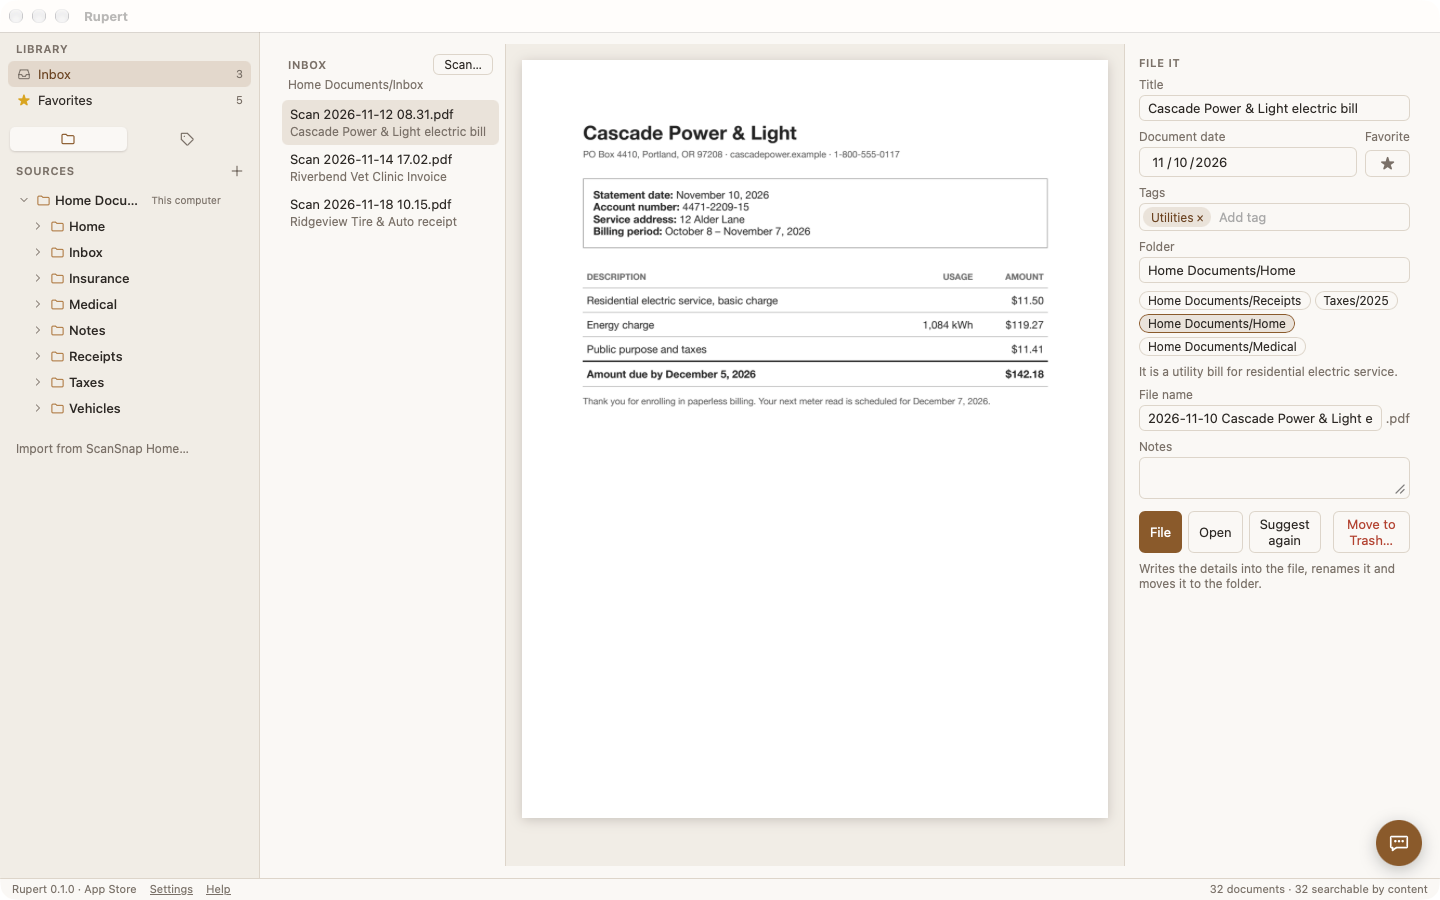 Rupert
LIBRARY
Inbox 3
Favorites 5
SOURCES
Home Docu... This computer
Home
Inbox
Insurance
Medical
Notes
Receipts
Taxes
Vehicles
Import from ScanSnap Home...
INBOX
Scan...
Home Documents/Inbox
Scan 2026-11-12 08.31.pdf
Cascade Power & Light electric bill
Scan 2026-11-14 17.02.pdf
Riverbend Vet Clinic Invoice
Scan 2026-11-18 10.15.pdf
Ridgeview Tire & Auto receipt
Cascade Power & Light
PO Box 4410, Portland, OR 97208 · cascadepower.example · 1-800-555-0117
Statement date: November 10, 2026
Account number: 4471-2209-15
Service address: 12 Alder Lane
Billing period: October 8 – November 7, 2026
DESCRIPTION USAGE AMOUNT
Residential electric service, basic charge $11.50
Energy charge 1,084 kWh $119.27
Public purpose and taxes $11.41
Amount due by December 5, 2026 $142.18
Thank you for enrolling in paperless billing. Your next meter read is scheduled for December 7, 2026.
FILE IT
Title
Cascade Power & Light electric bill
Document date Favorite
11/10/2026
Tags
Utilities × Add tag
Folder
Home Documents/Home
Home Documents/Receipts Taxes/2025
Home Documents/Home
Home Documents/Medical
It is a utility bill for residential electric service.
File name
2026-11-10 Cascade Power & Light e .pdf
Notes
File Open Suggest again Move to Trash...
Writes the details into the file, renames it and
moves it to the folder.
Rupert 0.1.0 · App Store Settings Help
32 documents · 32 searchable by content